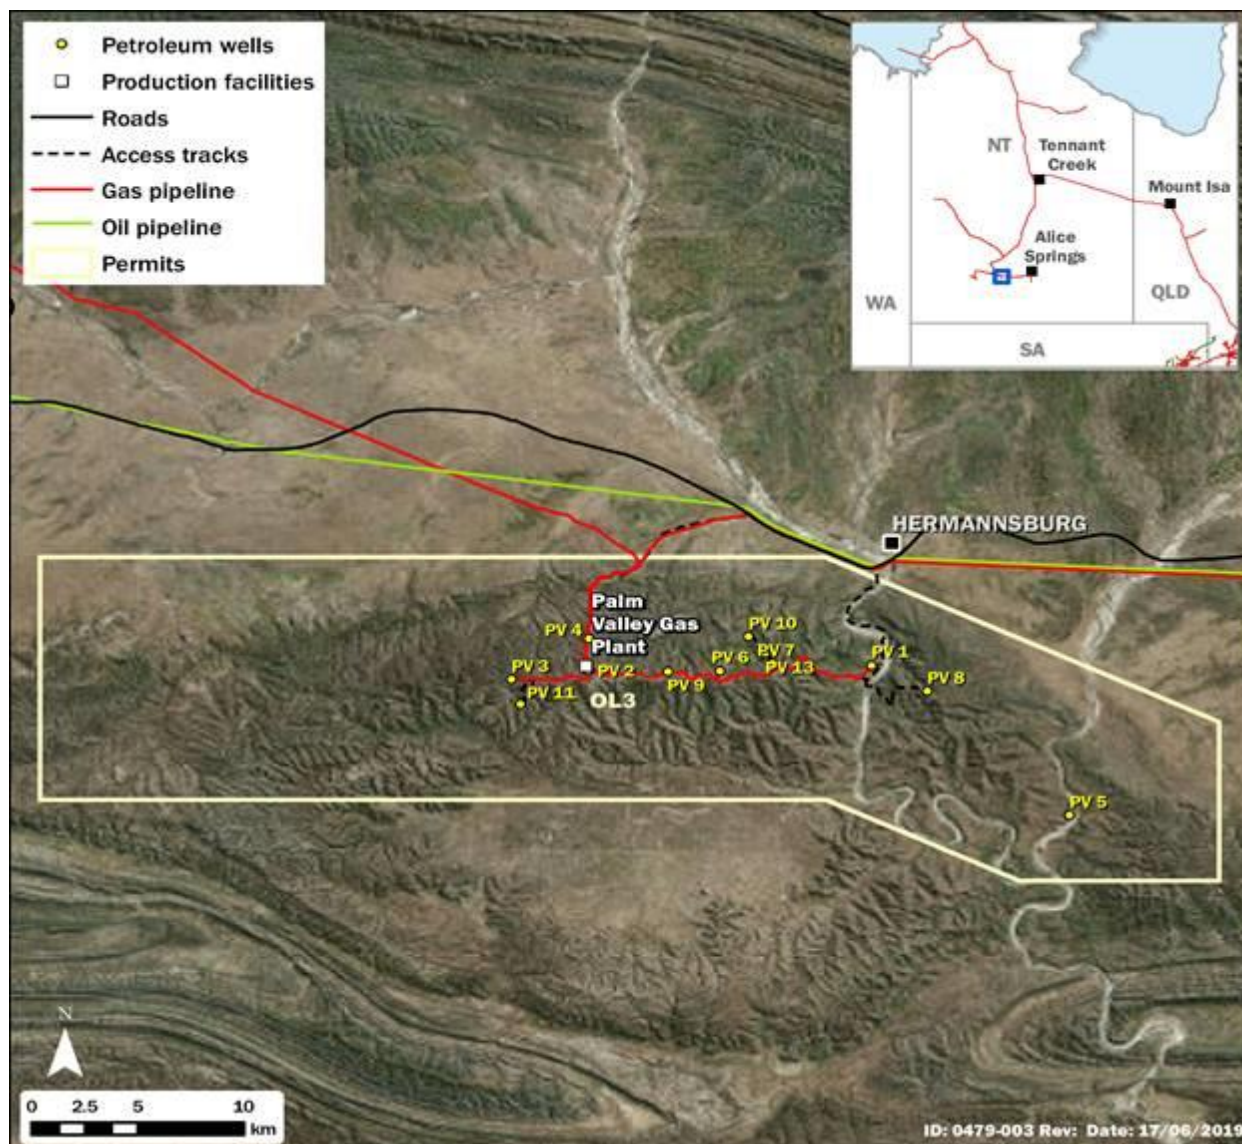 Petroleum wells
Production facilities
Roads
Access tracks
Gas pipeline
Oil pipeline
Permits
NT
Tennant
Creek
Mount Isa
Alice
Springs
WA
QLD
SA
HERMANNSBURG
Palm
Valley Gas
Plant
PV 4
PV 10
PV 7
PV 3
PV 2
PV 6
PV 13
PV 1
PV 9
PV 8
PV 11
OL3
PV 5
N
0 2.5 5 10
km
ID: 0479-003 Rev: Date: 17/06/2019